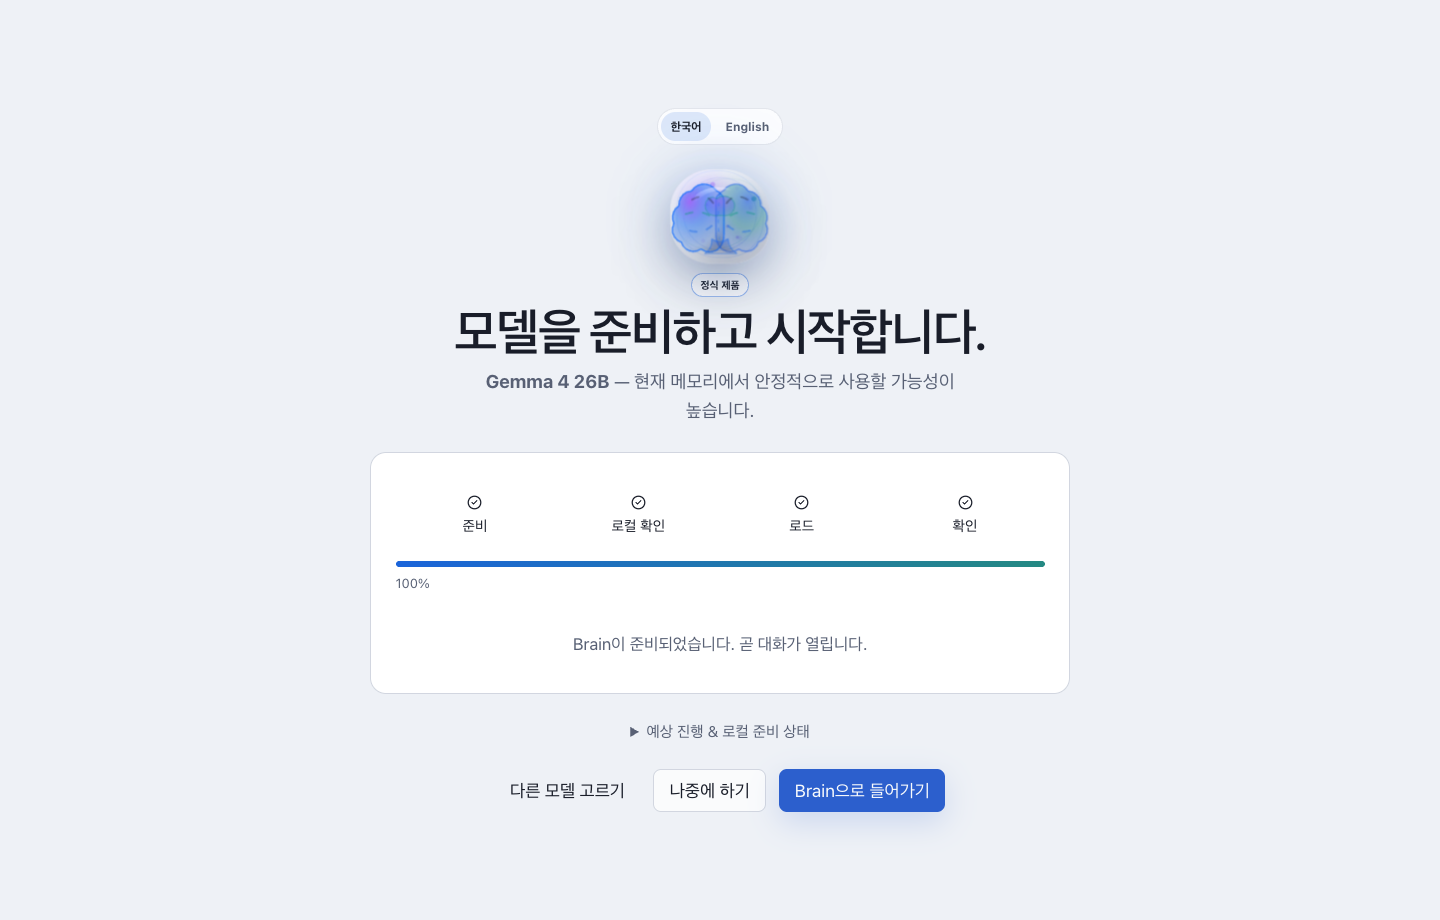 한국어 English
정식 제품
모델을 준비하고 시작합니다.
Gemma 4 26B — 현재 메모리에서 안정적으로 사용할 가능성이
높습니다.
준비 로컬 확인 로드 확인
100%
Brain이 준비되었습니다. 곧 대화가 열립니다.
▶ 예상 진행 & 로컬 준비 상태
다른 모델 고르기 나중에 하기 Brain으로 들어가기